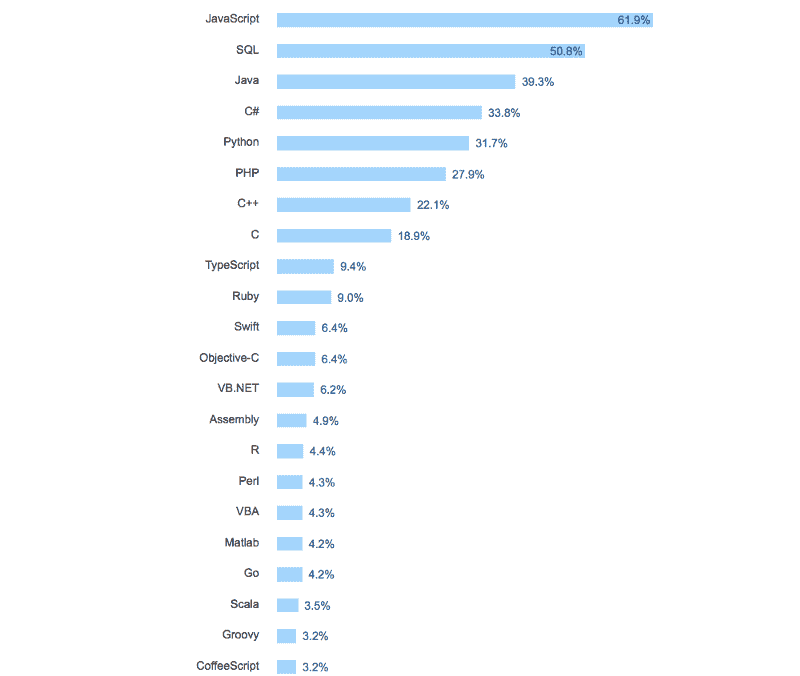 JavaScript 61.9%
SQL 50.8%
Java 39.3%
C# 33.8%
Python 31.7%
PHP 27.9%
C++ 22.1%
C 18.9%
TypeScript 9.4%
Ruby 9.0%
Swift 6.4%
Objective-C 6.4%
VB.NET 6.2%
Assembly 4.9%
R 4.4%
Perl 4.3%
VBA 4.3%
Matlab 4.2%
Go 4.2%
Scala 3.5%
Groovy 3.2%
CoffeeScript 3.2%